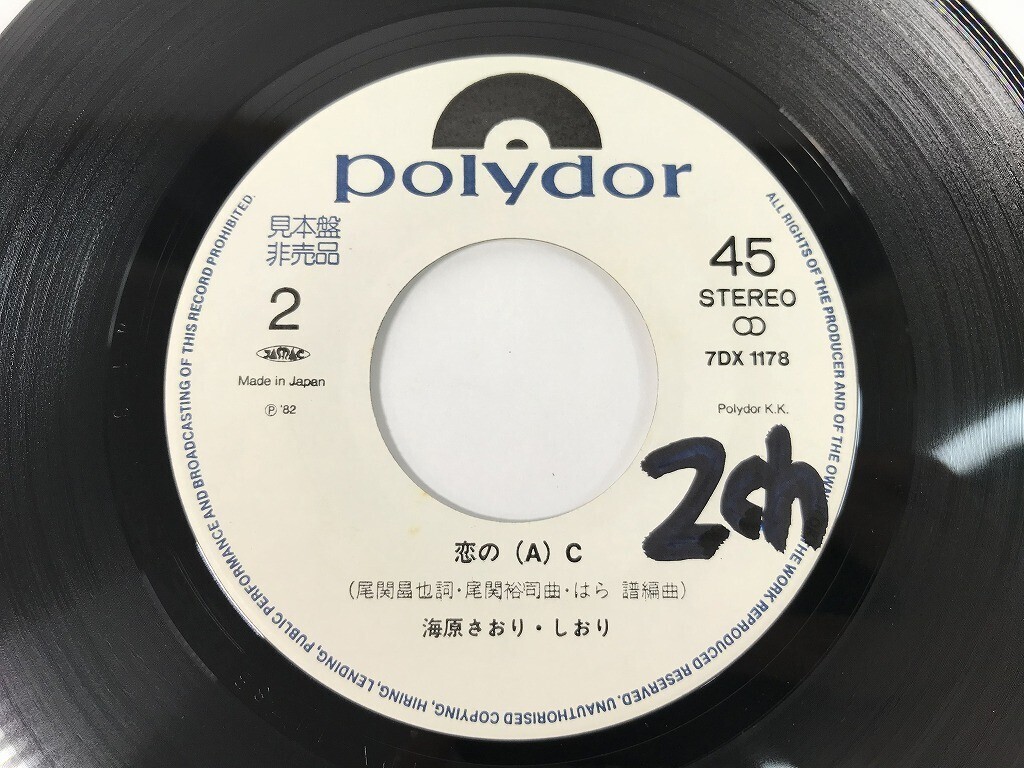 polydor
見本盤
非売品
2
JASRAC
Made in Japan
Ⓟ '82
45
STEREO
7DX 1178
Polydor K.K.
2ch
恋の (A) C
(尾関昌也詞・尾関裕司曲・はら 譜編曲)
海原さおり・しおり
ALL RIGHTS OF THE PRODUCER AND OF THE OWNER OF THE WORK REPRODUCED RESERVED. UNAUTHORISED COPYING, HIRING, LENDING, PUBLIC PERFORMANCE AND BROADCASTING OF THIS RECORD PROHIBITED.